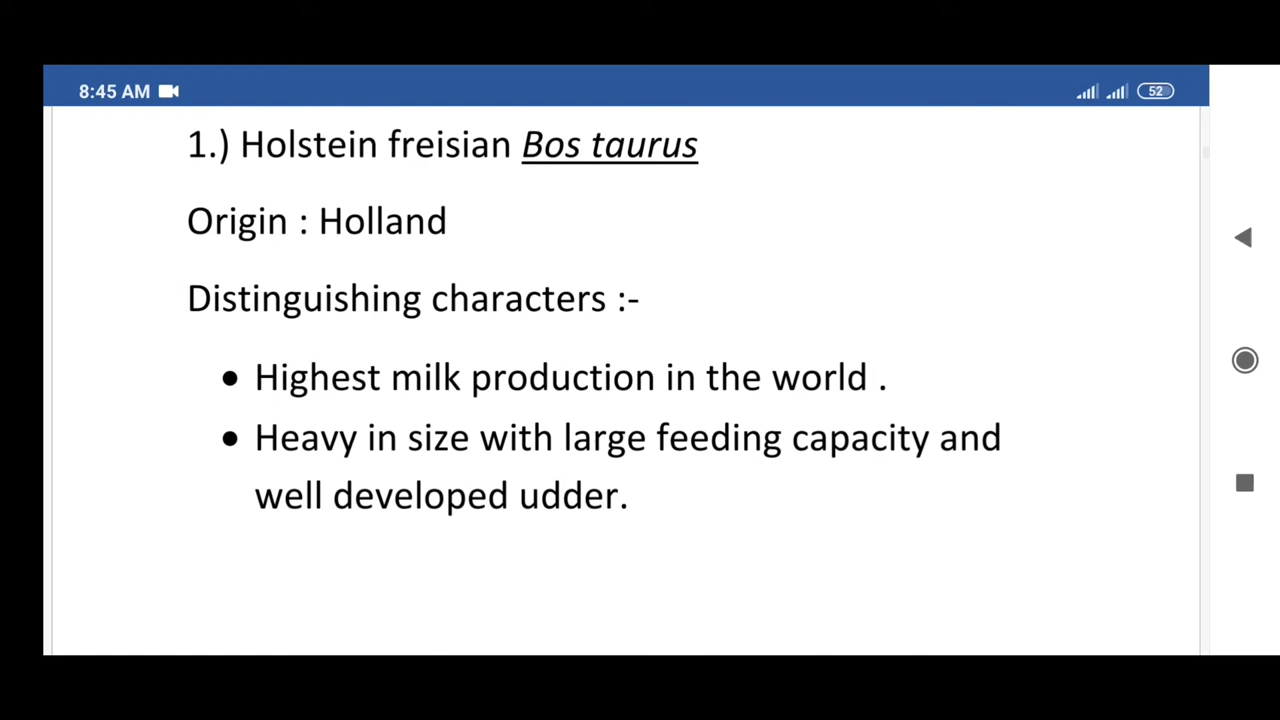 8:45 AM 52
1.) Holstein freisian Bos taurus
Origin : Holland
Distinguishing characters :-
• Highest milk production in the world .
• Heavy in size with large feeding capacity and
well developed udder.